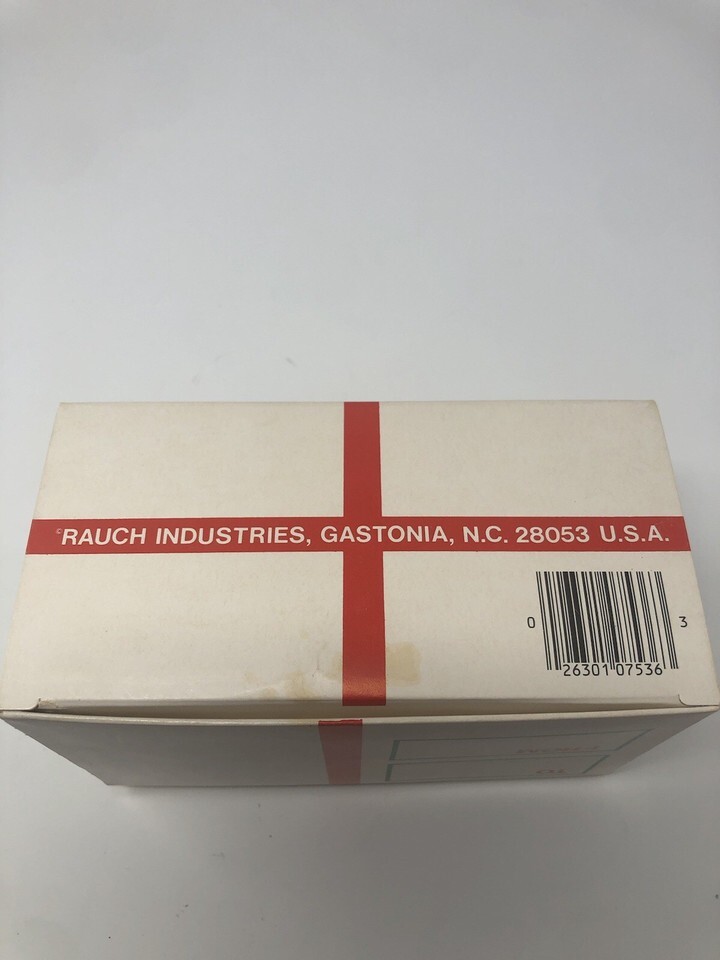 ©RAUCH INDUSTRIES, GASTONIA, N.C. 28053 U.S.A.
0 26301 07536 3